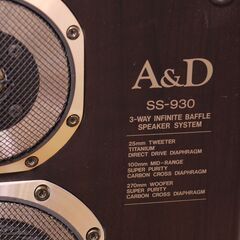 A&D
SS-930
3-WAY INFINITE BAFFLE
SPEAKER SYSTEM
25mm TWEETER
TITANIUM
DIRECT DRIVE DIAPHRAGM
100mm MID-RANGE
SUPER PURITY
CARBON CROSS DIAPHRAGM
270mm WOOFER
SUPER PURITY
CARBON CROSS DIAPHRAGM